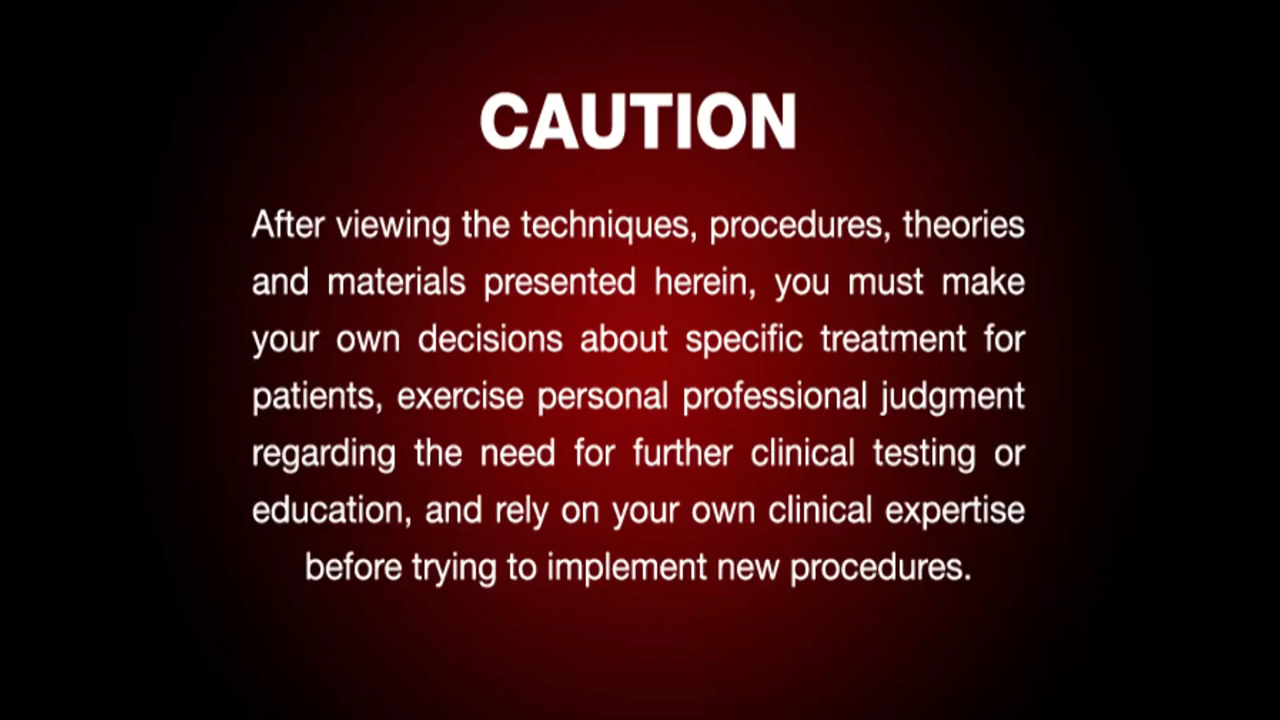 CAUTION
After viewing the techniques, procedures, theories
and materials presented herein, you must make
your own decisions about specific treatment for
patients, exercise personal professional judgment
regarding the need for further clinical testing or
education, and rely on your own clinical expertise
before trying to implement new procedures.